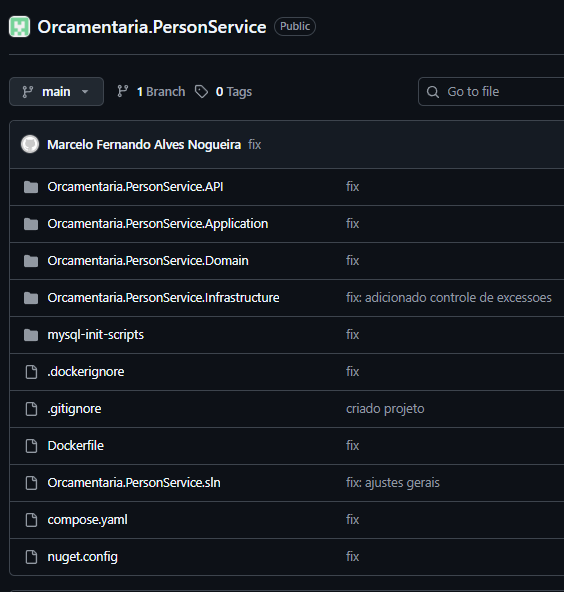 Orcamentaria.PersonService Public
main 1 Branch 0 Tags Go to file
Marcelo Fernando Alves Nogueira fix
Orcamentaria.PersonService.API fix
Orcamentaria.PersonService.Application fix
Orcamentaria.PersonService.Domain fix
Orcamentaria.PersonService.Infrastructure fix: adicionado controle de excessoes
mysql-init-scripts fix
.dockerignore fix
.gitignore criado projeto
Dockerfile fix
Orcamentaria.PersonService.sln fix: ajustes gerais
compose.yaml fix
nuget.config fix